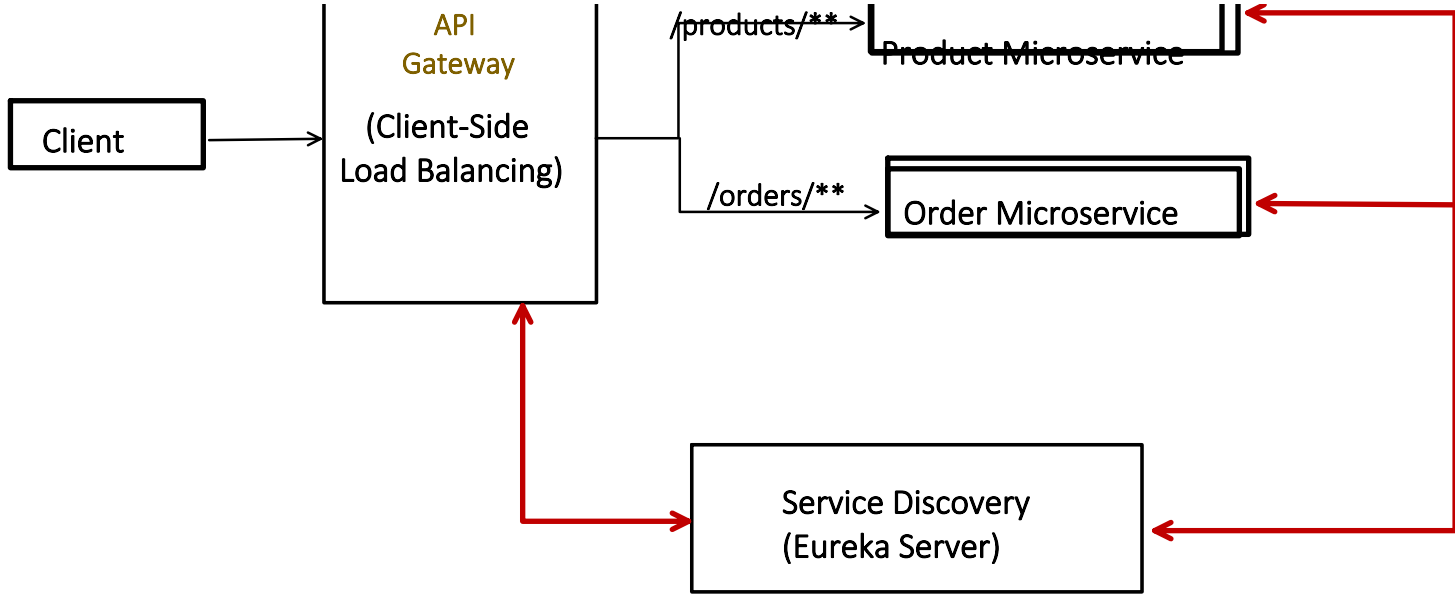 API
Gateway
(Client-Side
Load Balancing)
Client
/products/**
Product Microservice
/orders/**
Order Microservice
Service Discovery
(Eureka Server)